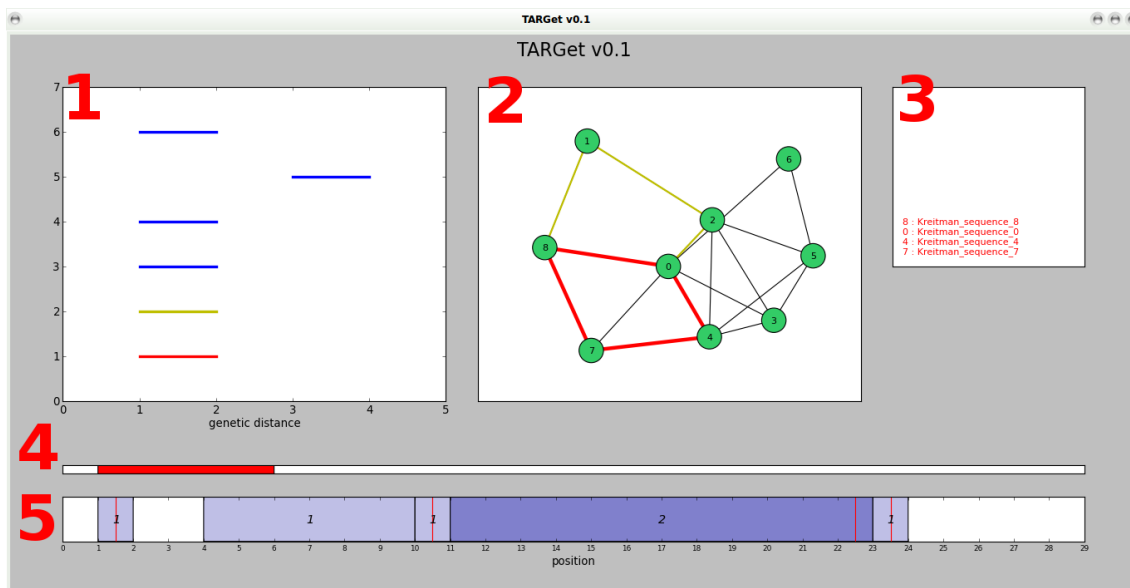 TARGet v0.1
TARGet v0.1
1
7
6
5
4
3
2
1
0
0 1 2 3 4 5
genetic distance
2
1
6
2
8
0
5
3
4
7
3
8 : Kreitman_sequence_8
0 : Kreitman_sequence_0
4 : Kreitman_sequence_4
7 : Kreitman_sequence_7
4
5
1 1 1 2 1
0 1 2 3 4 5 6 7 8 9 10 11 12 13 14 15 16 17 18 19 20 21 22 23 24 25 26 27 28 29
position